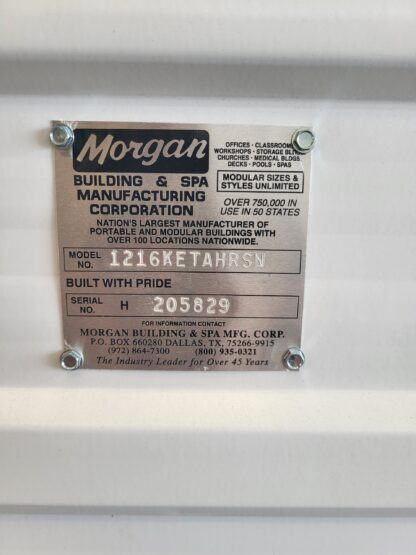 Morgan
BUILDING & SPA
MANUFACTURING
CORPORATION
OFFICES · CLASSROOMS
WORKSHOPS · STORAGE BLDGS
CHURCHES · MEDICAL BLDGS.
DECKS · POOLS · SPAS
MODULAR SIZES &
STYLES UNLIMITED
OVER 750,000 IN
USE IN 50 STATES
NATION'S LARGEST MANUFACTURER OF
PORTABLE AND MODULAR BUILDINGS WITH
OVER 100 LOCATIONS NATIONWIDE.
MODEL NO. 1216KETAHRSN
BUILT WITH PRIDE
SERIAL NO. H 205829
FOR INFORMATION CONTACT
MORGAN BUILDING & SPA MFG. CORP.
P.O. BOX 660280 DALLAS, TX, 75266-9915
(972) 864-7300 (800) 935-0321
The Industry Leader for Over 45 Years